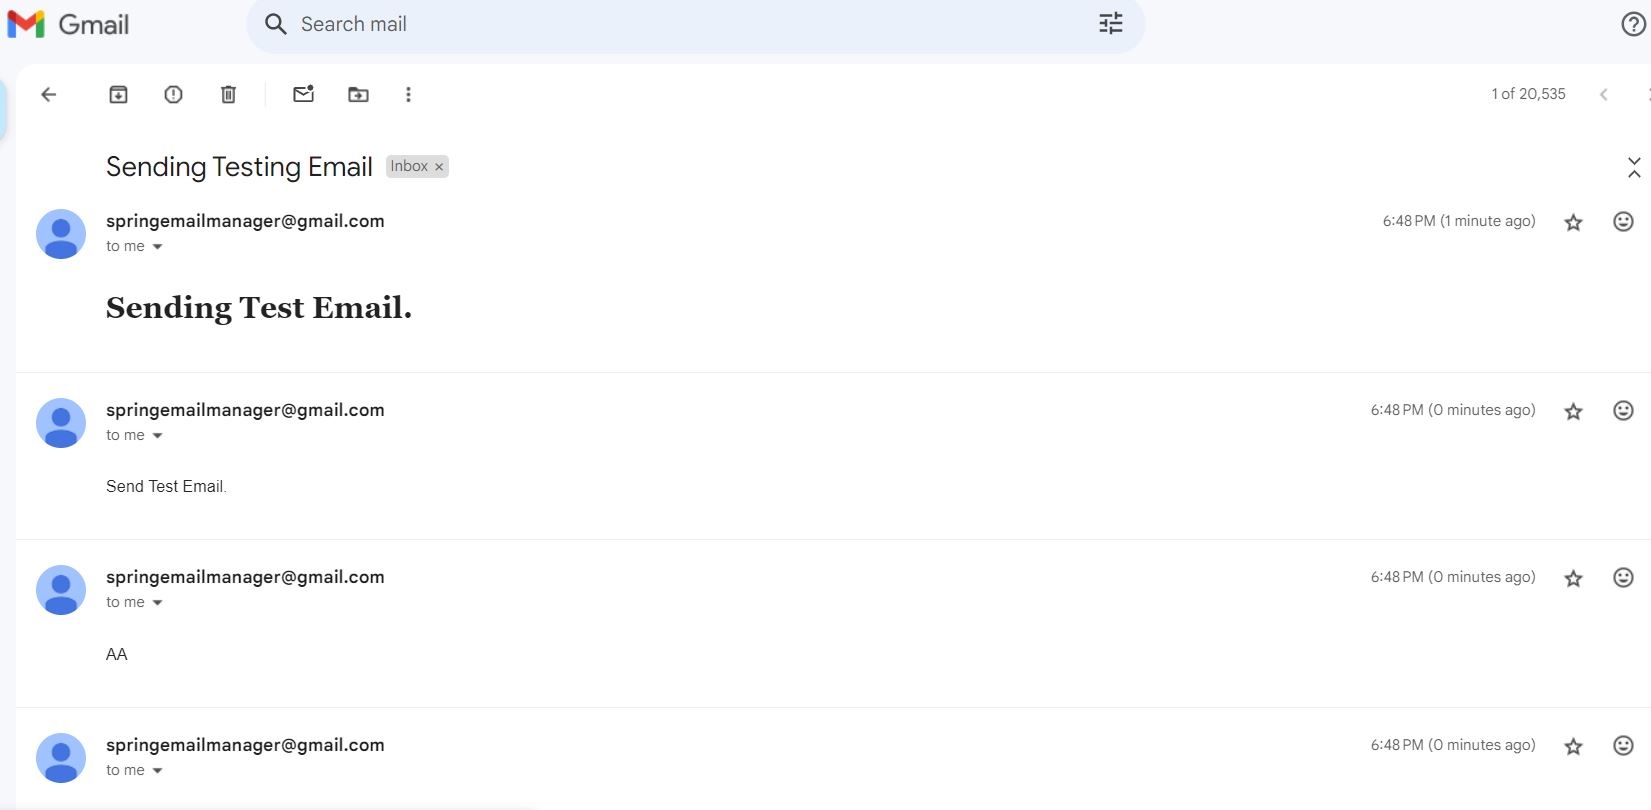 Gmail
Search mail
1 of 20,535
Sending Testing Email Inbox ×
springemailmanager@gmail.com 6:48 PM (1 minute ago)
to me
Sending Test Email.
springemailmanager@gmail.com 6:48 PM (0 minutes ago)
to me
Send Test Email.
springemailmanager@gmail.com 6:48 PM (0 minutes ago)
to me
AA
springemailmanager@gmail.com 6:48 PM (0 minutes ago)
to me